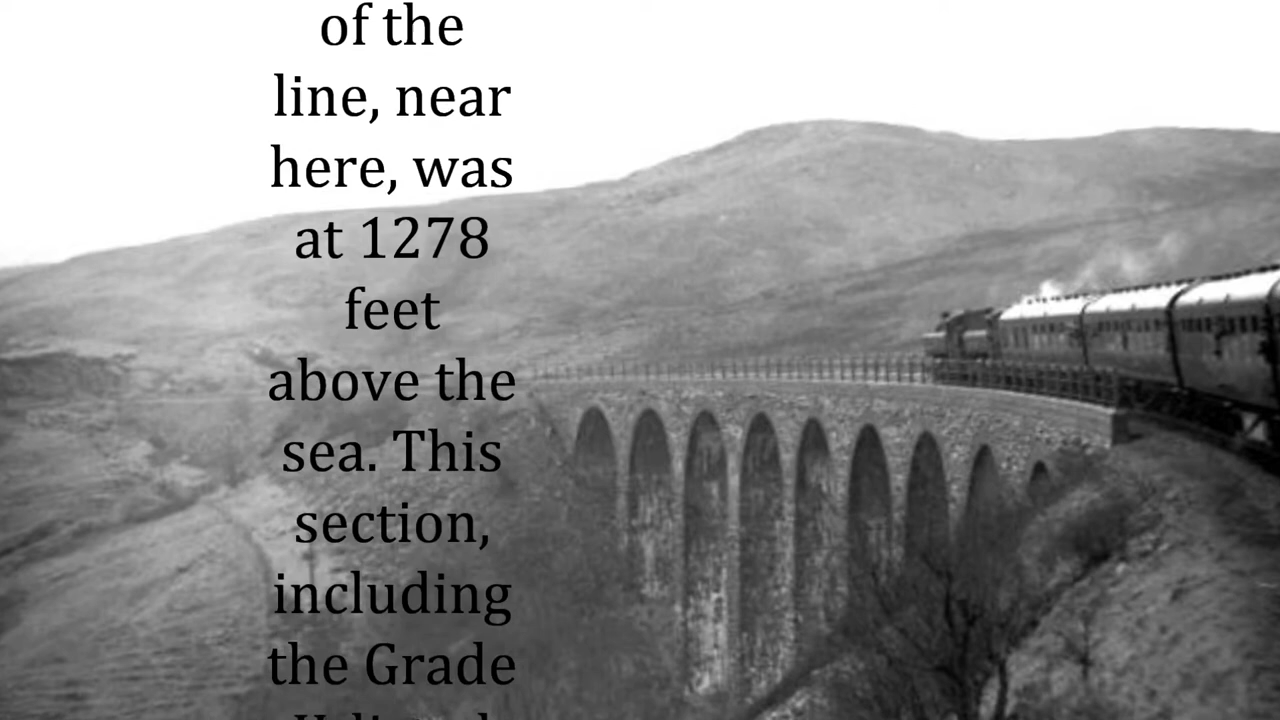 of the
line, near
here, was
at 1278
feet
above the
sea. This
section,
including
the Grade